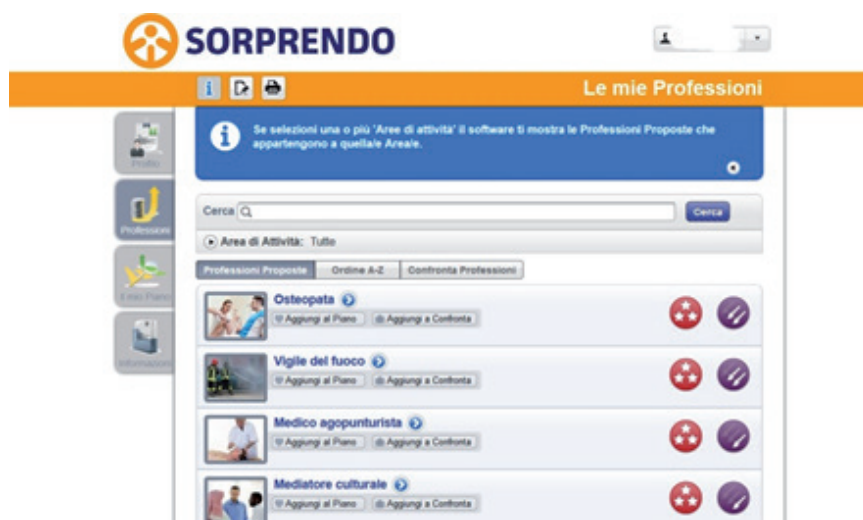 SORPRENDO
Le mie Professioni
Se selezioni una o più 'Aree di attività' il software ti mostra le Professioni Proposte che
appartengono a quella/e Area/e.
Profilo
Cerca
Cerca
Professioni
Area di Attività: Tutte
Professioni Proposte
Ordine A-Z
Confronta Professioni
Il mio Piano
Osteopata
Aggiungi al Piano
Aggiungi a Confronta
Informazioni
Vigile del fuoco
Aggiungi al Piano
Aggiungi a Confronta
Medico agopunturista
Aggiungi al Piano
Aggiungi a Confronta
Mediatore culturale
Aggiungi al Piano
Aggiungi a Confronta